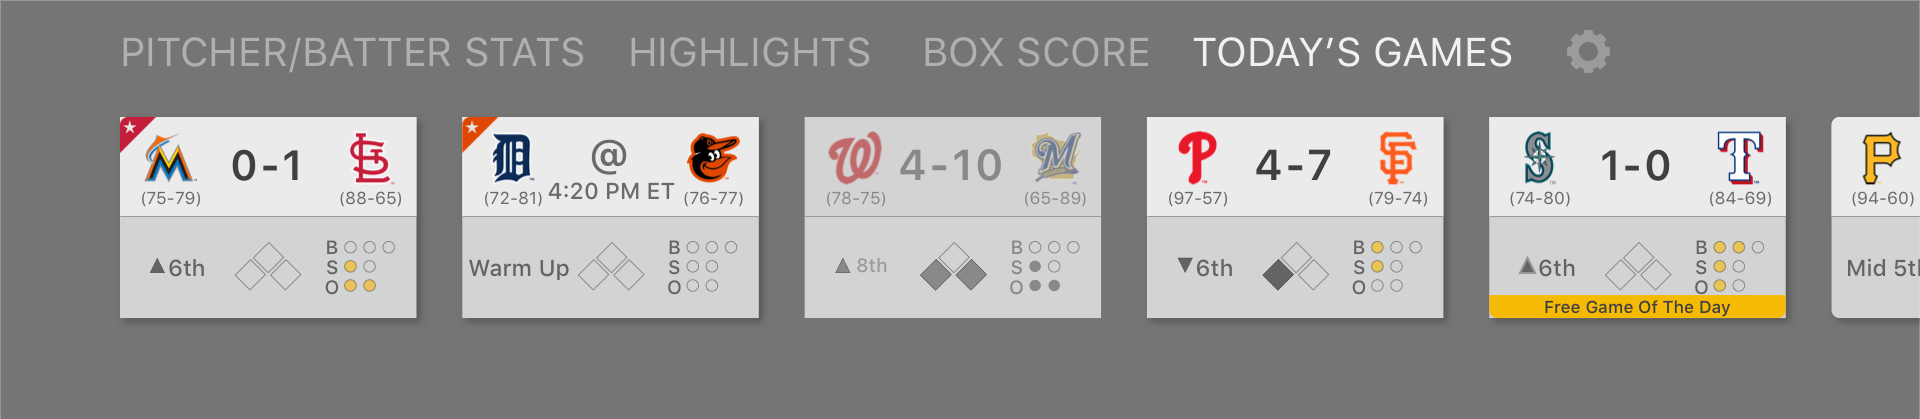 PITCHER/BATTER STATS HIGHLIGHTS BOX SCORE TODAY’S GAMES
0-1
(75-79) (88-65)
▲6th
B
S
O
@
4:20 PM ET
(72-81) (76-77)
Warm Up
B
S
O
W
4-10
M
(78-75) (65-89)
▲ 8th
B
S
O
P
4-7
SF
(97-57) (79-74)
▼6th
B
S
O
S
1-0
T
(74-80) (84-69)
▲6th
B
S
O
Free Game Of The Day
P
(94-60)
Mid 5th